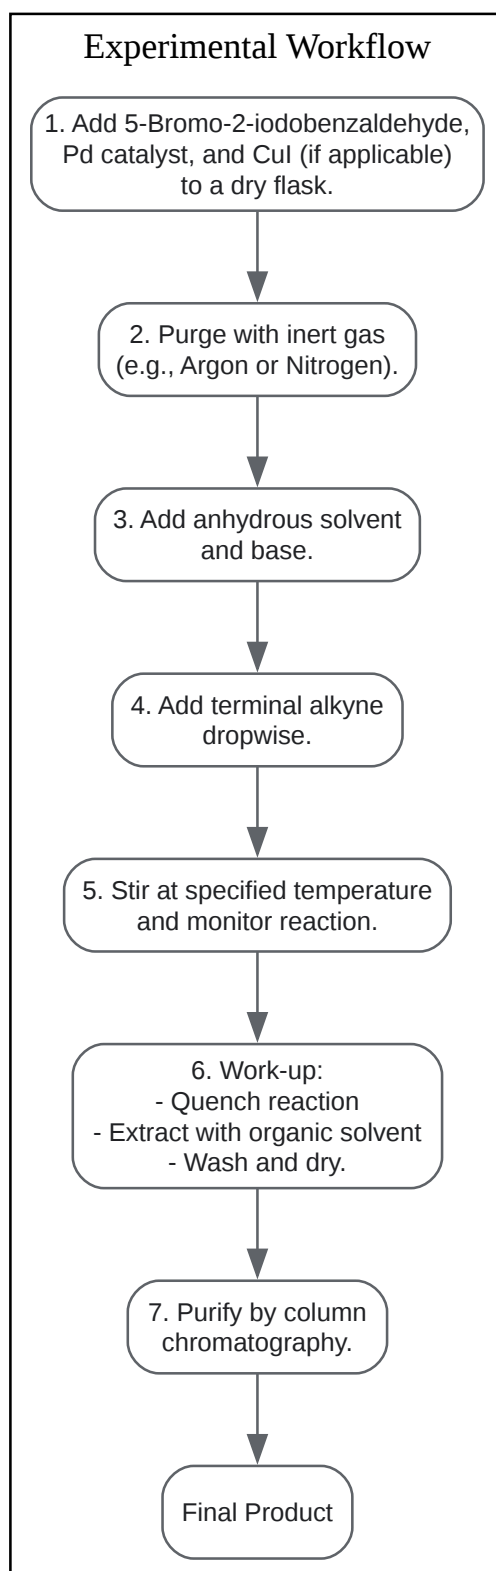 Experimental Workflow
1. Add 5-Bromo-2-iodobenzaldehyde,
Pd catalyst, and CuI (if applicable)
to a dry flask.
2. Purge with inert gas
(e.g., Argon or Nitrogen).
3. Add anhydrous solvent
and base.
4. Add terminal alkyne
dropwise.
5. Stir at specified temperature
and monitor reaction.
6. Work-up:
- Quench reaction
- Extract with organic solvent
- Wash and dry.
7. Purify by column
chromatography.
Final Product